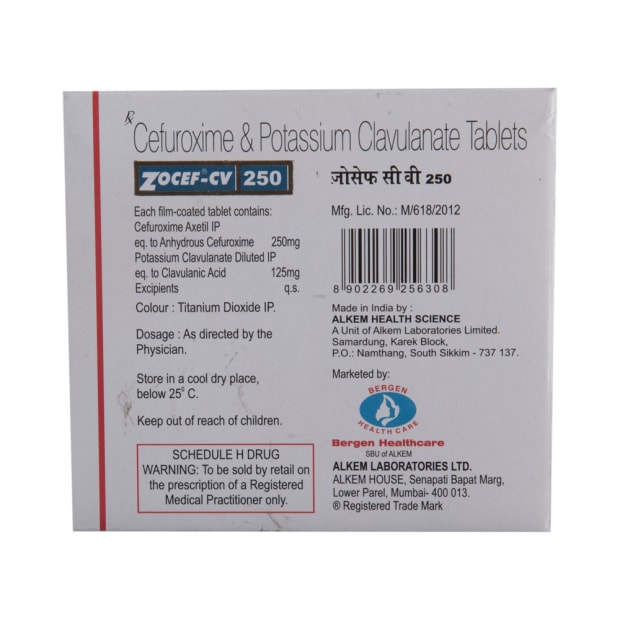 Rx
Cefuroxime & Potassium Clavulanate Tablets
ZOCEF®-CV 250
Each film-coated tablet contains:
Cefuroxime Axetil IP
eq. to Anhydrous Cefuroxime 250mg
Potassium Clavulanate Diluted IP
eq. to Clavulanic Acid 125mg
Excipients q.s.
Colour : Titanium Dioxide IP.
Dosage : As directed by the
Physician.
Store in a cool dry place,
below 25° C.
Keep out of reach of children.
SCHEDULE H DRUG
WARNING: To be sold by retail on
the prescription of a Registered
Medical Practitioner only.
ज़ोसेफ सी वी 250
Mfg. Lic. No.: M/618/2012
8 902269 256308
Made in India by :
ALKEM HEALTH SCIENCE
A Unit of Alkem Laboratories Limited.
Samardung, Karek Block,
P.O.: Namthang, South Sikkim - 737 137.
Marketed by:
BERGEN
HEALTH CARE
Bergen Healthcare
SBU of ALKEM
ALKEM LABORATORIES LTD.
ALKEM HOUSE, Senapati Bapat Marg,
Lower Parel, Mumbai- 400 013.
® Registered Trade Mark